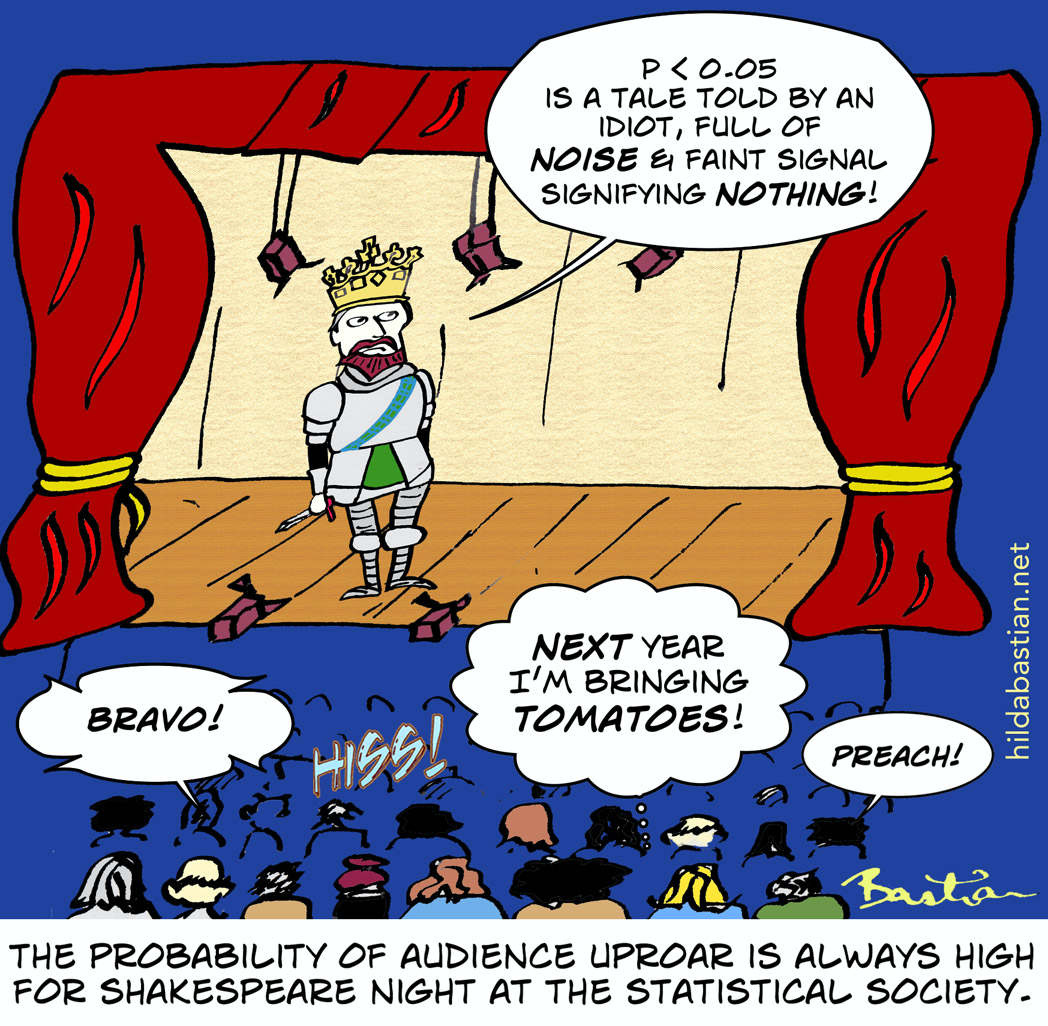 P < 0.05
IS A TALE TOLD BY AN
IDIOT, FULL OF
NOISE & FAINT SIGNAL
SIGNIFYING NOTHING!
NEXT YEAR
I'M BRINGING
TOMATOES!
BRAVO!
HISS!
PREACH!
hildabastian.net
Bastian
THE PROBABILITY OF AUDIENCE UPROAR IS ALWAYS HIGH
FOR SHAKESPEARE NIGHT AT THE STATISTICAL SOCIETY.